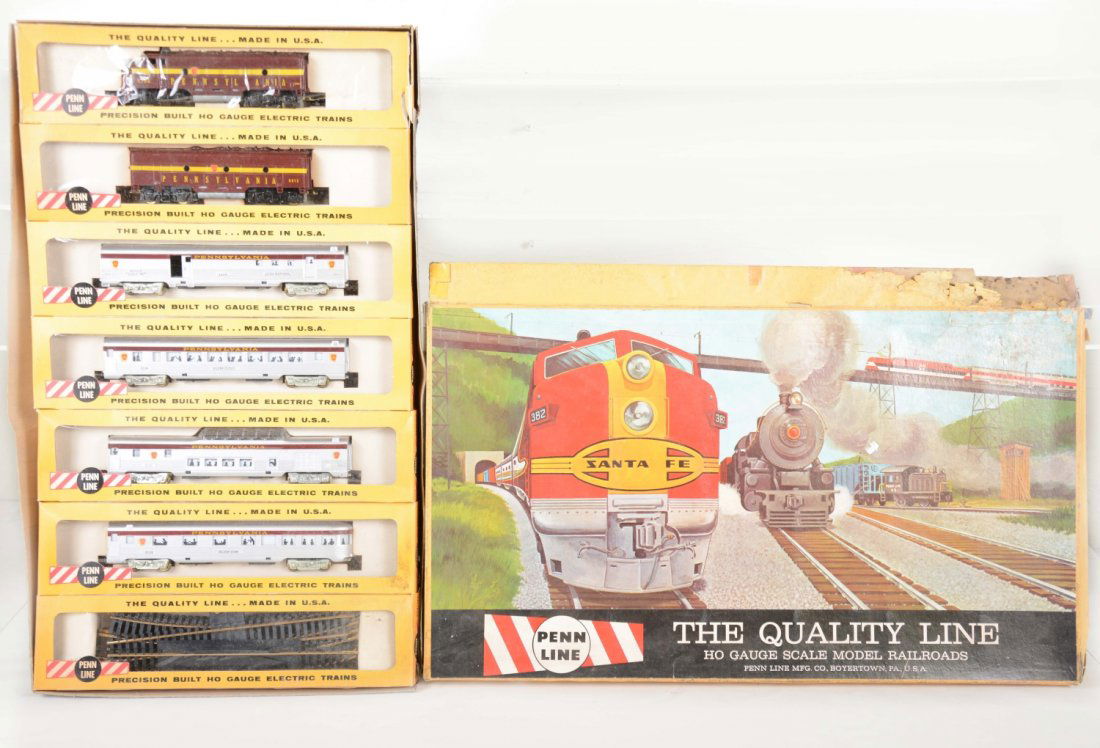 THE QUALITY LINE... MADE IN U.S.A.
PENNSYLVANIA
PENN
LINE
PRECISION BUILT HO GAUGE ELECTRIC TRAINS
THE QUALITY LINE... MADE IN U.S.A.
PENNSYLVANIA
PENN
LINE
PRECISION BUILT HO GAUGE ELECTRIC TRAINS
THE QUALITY LINE... MADE IN U.S.A.
PENNSYLVANIA
PENN
LINE
PRECISION BUILT HO GAUGE ELECTRIC TRAINS
THE QUALITY LINE... MADE IN U.S.A.
PENNSYLVANIA
PENN
LINE
PRECISION BUILT HO GAUGE ELECTRIC TRAINS
THE QUALITY LINE... MADE IN U.S.A.
PENNSYLVANIA
PENN
LINE
PRECISION BUILT HO GAUGE ELECTRIC TRAINS
THE QUALITY LINE... MADE IN U.S.A.
PENNSYLVANIA
PENN
LINE
PRECISION BUILT HO GAUGE ELECTRIC TRAINS
THE QUALITY LINE... MADE IN U.S.A.
PENN
LINE
PRECISION BUILT HO GAUGE ELECTRIC TRAINS
382
382
SANTA FE
PENN
LINE
THE QUALITY LINE
HO GAUGE SCALE MODEL RAILROADS
PENN LINE MFG. CO. BOYERTOWN, PA., U.S.A.